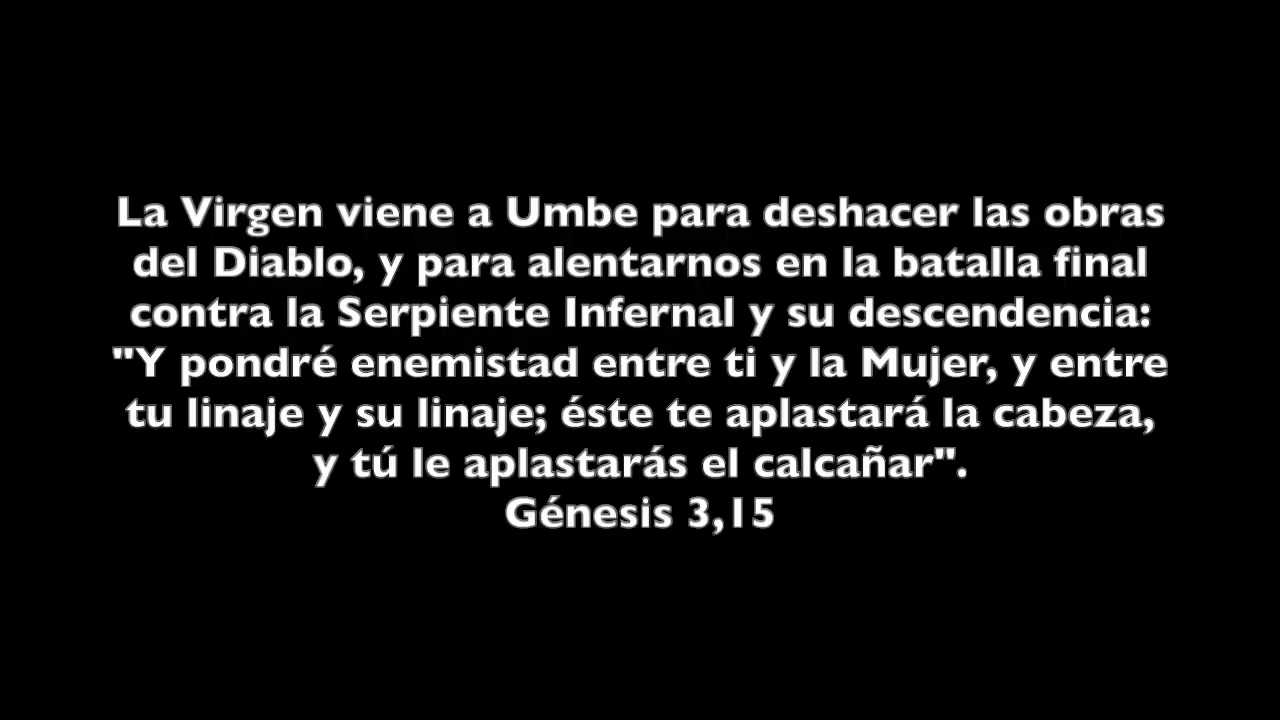 La Virgen viene a Umbe para deshacer las obras
del Diablo, y para alentarnos en la batalla final
contra la Serpiente Infernal y su descendencia:
"Y pondré enemistad entre ti y la Mujer, y entre
tu linaje y su linaje; éste te aplastará la cabeza,
y tú le aplastarás el calcañar".
Génesis 3,15